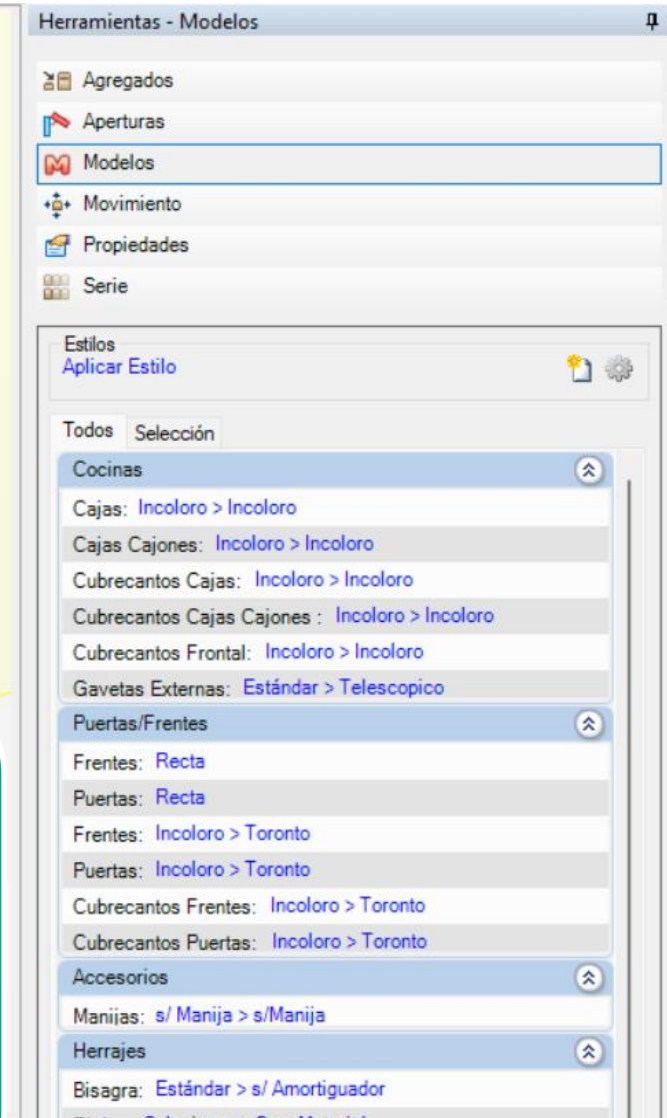 Herramientas - Modelos
Agregados
Aperturas
Modelos
Movimiento
Propiedades
Serie
Estilos
Aplicar Estilo
Todos Selección
Cocinas
Cajas: Incoloro > Incoloro
Cajas Cajones: Incoloro > Incoloro
Cubrecantos Cajas: Incoloro > Incoloro
Cubrecantos Cajas Cajones : Incoloro > Incoloro
Cubrecantos Frontal: Incoloro > Incoloro
Gavetas Externas: Estándar > Telescopico
Puertas/Frentes
Frentes: Recta
Puertas: Recta
Frentes: Incoloro > Toronto
Puertas: Incoloro > Toronto
Cubrecantos Frentes: Incoloro > Toronto
Cubrecantos Puertas: Incoloro > Toronto
Accesorios
Manijas: s/ Manija > s/Manija
Herrajes
Bisagra: Estándar > s/ Amortiguador